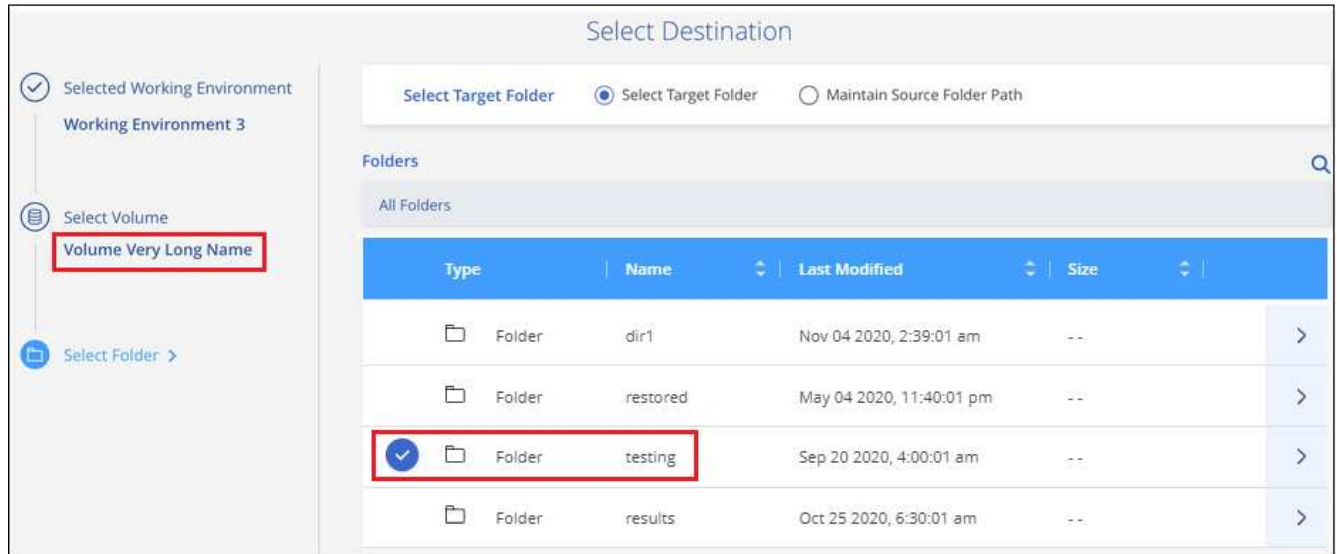 Select Destination
Selected Working Environment
Working Environment 3
Select Volume
Volume Very Long Name
Select Folder >
Select Target Folder Select Target Folder Maintain Source Folder Path
Folders
All Folders
Type Name Last Modified Size
Folder dir1 Nov 04 2020, 2:39:01 am - -
Folder restored May 04 2020, 11:40:01 pm - -
Folder testing Sep 20 2020, 4:00:01 am - -
Folder results Oct 25 2020, 6:30:01 am - -